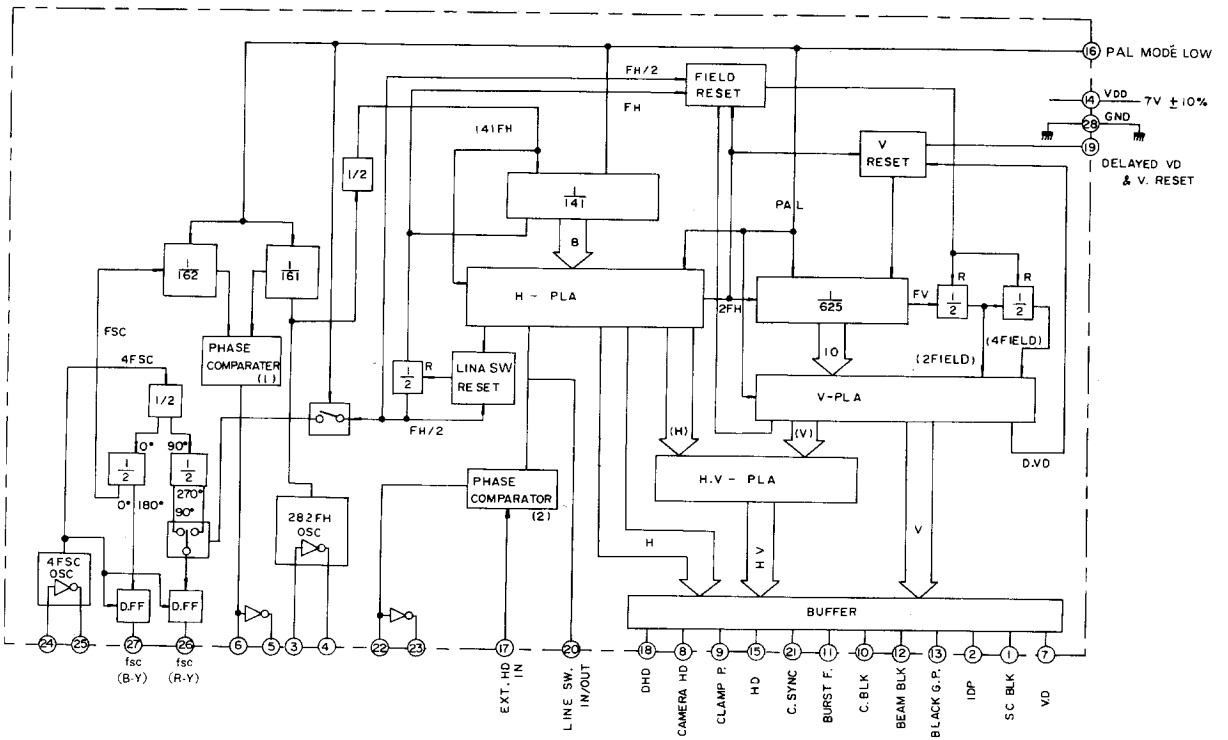 16 PAL MODE LOW
FH/2
FIELD
RESET
FH
14 VDD 7V ± 10%
28 GND
19
DELAYED VD
& V. RESET
V
RESET
141FH
1/2
1
141
PAL
8
1
162
1
161
H - PLA
2FH
1
625
FV
R
1
2
R
1
2
(2FIELD)
(4FIELD)
10
FSC
4FSC
PHASE
COMPARATER
(1)
1
2
R
LINA SW
RESET
V-PLA
1/2
FH/2
(H)
(V)
D.VD
0°
90°
1
2
1
2
0°
180°
270°
90°
282FH
OSC
PHASE
COMPARATOR
(2)
H.V - PLA
H
HV
V
4FSC
OSC
D.FF
D.FF
BUFFER
24
25
27
26
6
5
3
4
22
23
17
20
18
8
9
15
21
11
10
12
13
2
1
7
fsc
(B-Y)
fsc
(R-Y)
EXT. HD
IN
LINE SW.
IN/OUT
DHD
CAMERA HD
CLAMP P.
HD
C.SYNC
BURST F.
C.BLK
BEAM BLK
BLACK G.P.
IDP
SC BLK
V.D